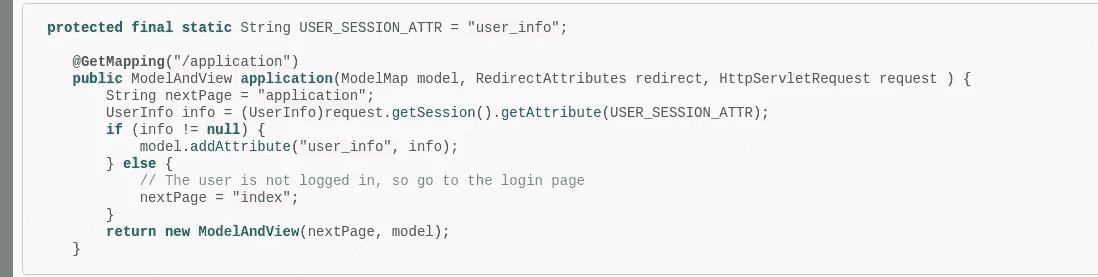 protected final static String USER_SESSION_ATTR = "user_info";
@GetMapping("/application")
public ModelAndView application(ModelMap model, RedirectAttributes redirect, HttpServletRequest request ) {
String nextPage = "application";
UserInfo info = (UserInfo)request.getSession().getAttribute(USER_SESSION_ATTR);
if (info != null) {
model.addAttribute("user_info", info);
} else {
// The user is not logged in, so go to the login page
nextPage = "index";
}
return new ModelAndView(nextPage, model);
}